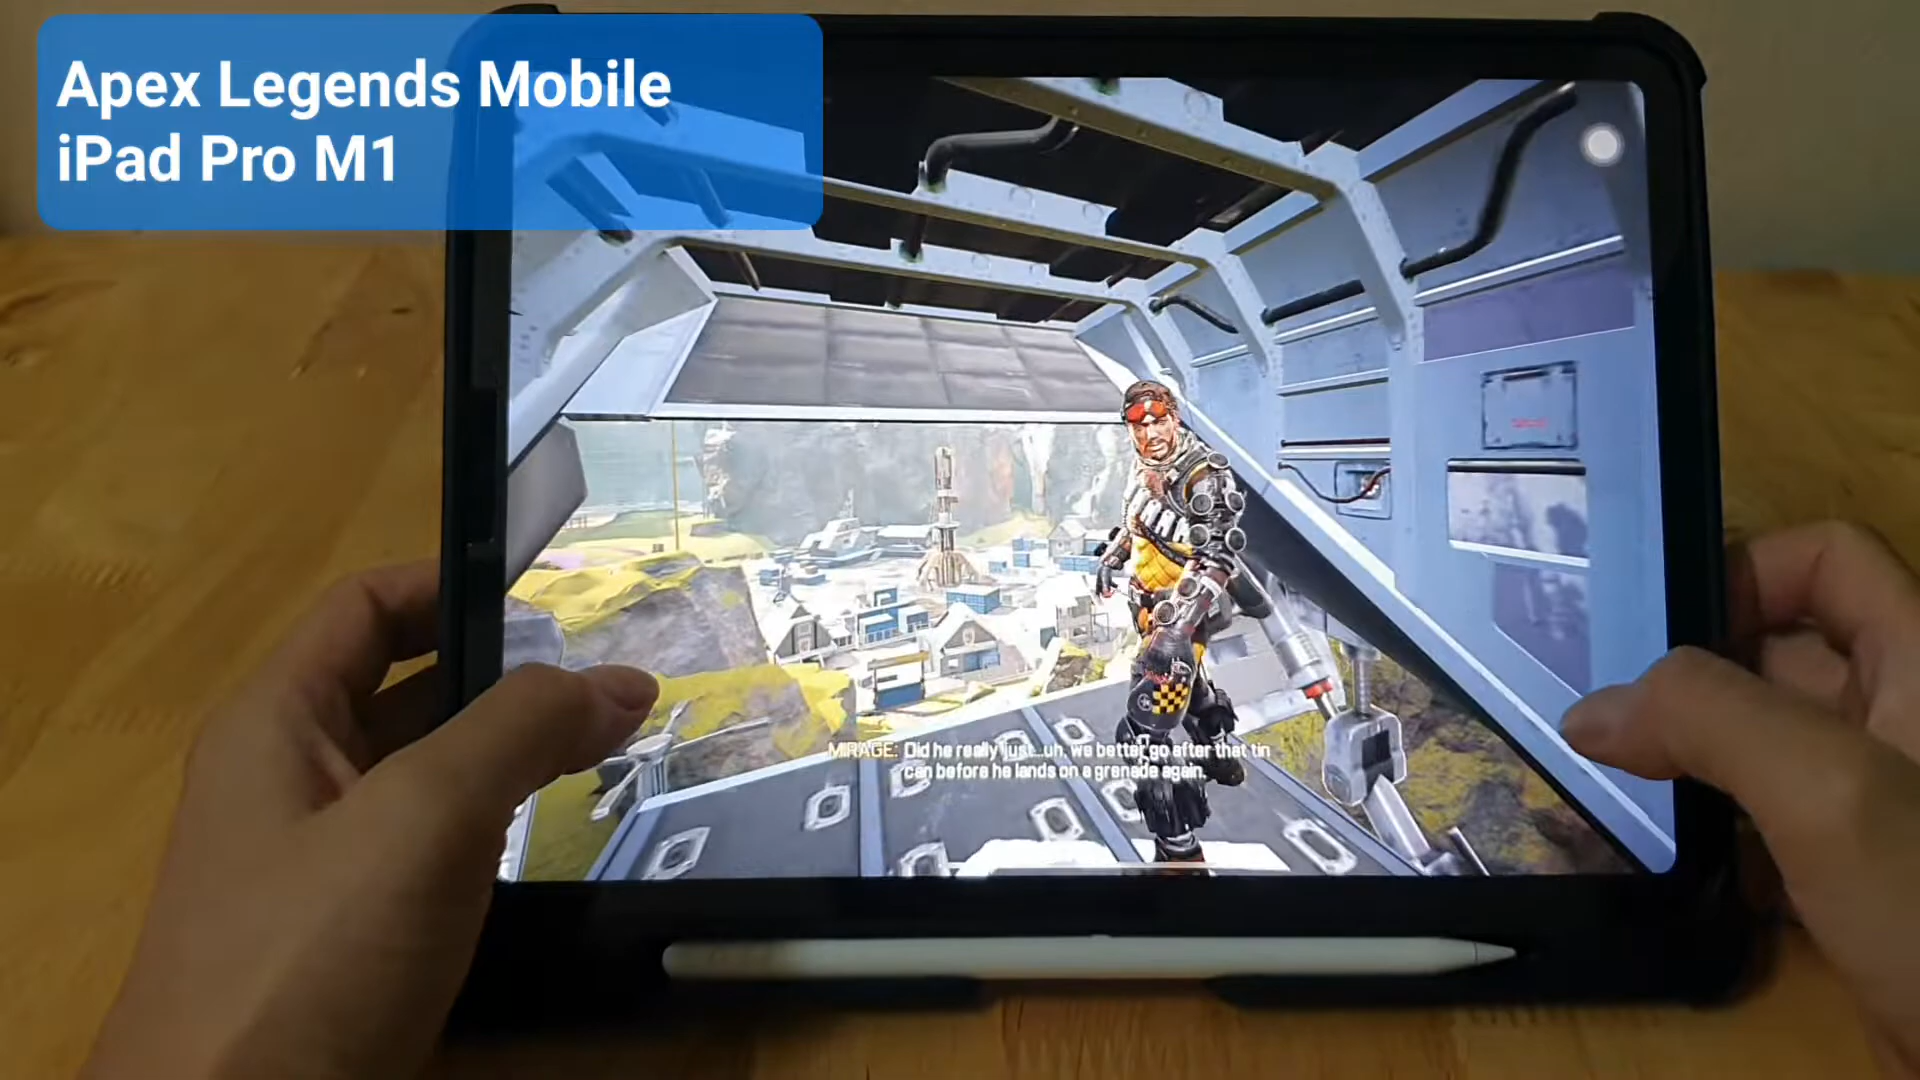 Apex Legends Mobile
iPad Pro M1
MIRAGE: Did he really just...uh, we better go after that tin
can before he lands on a grenade again.